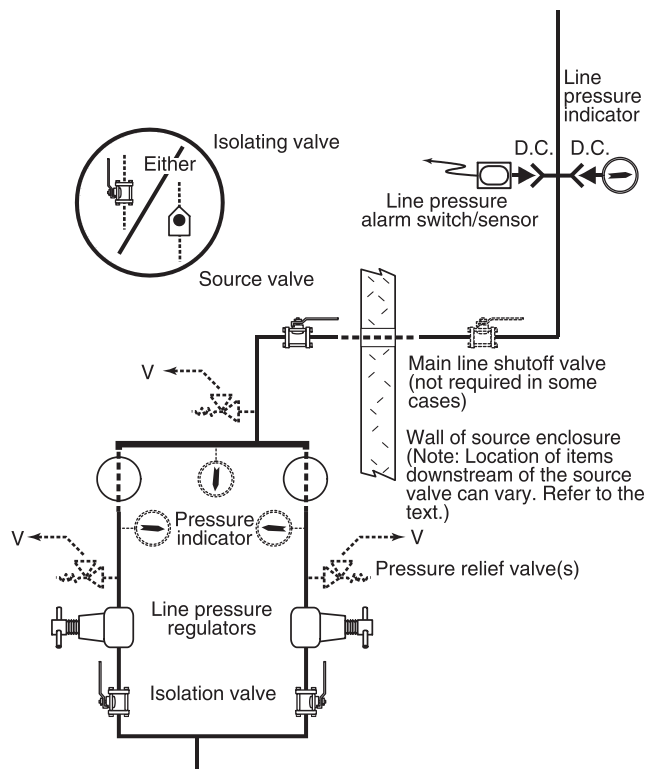 Line
pressure
indicator
D.C. D.C.
Isolating valve
Either
Line pressure
alarm switch/sensor
Source valve
V
Main line shutoff valve
(not required in some
cases)
Wall of source enclosure
(Note: Location of items
downstream of the source
valve can vary. Refer to the
text.)
Pressure
indicator
V
V
Pressure relief valve(s)
Line pressure
regulators
Isolation valve